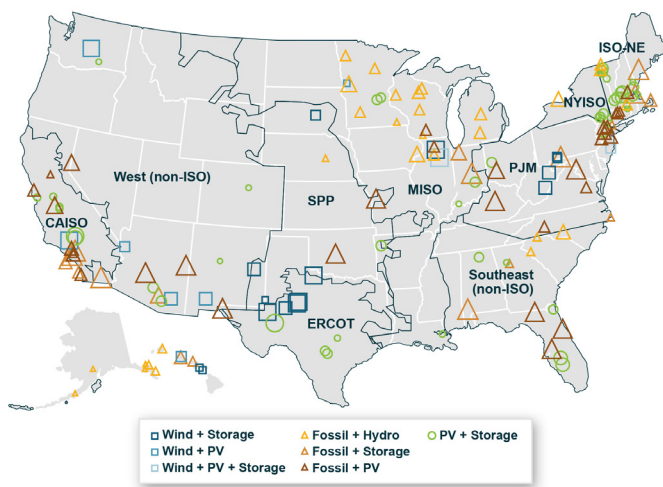 ISO-NE
NYISO
West (non-ISO)
PJM
SPP
MISO
CAISO
Southeast
(non-ISO)
ERCOT
Wind + Storage
Fossil + Hydro
PV + Storage
Wind + PV
Fossil + Storage
Wind + PV + Storage
Fossil + PV